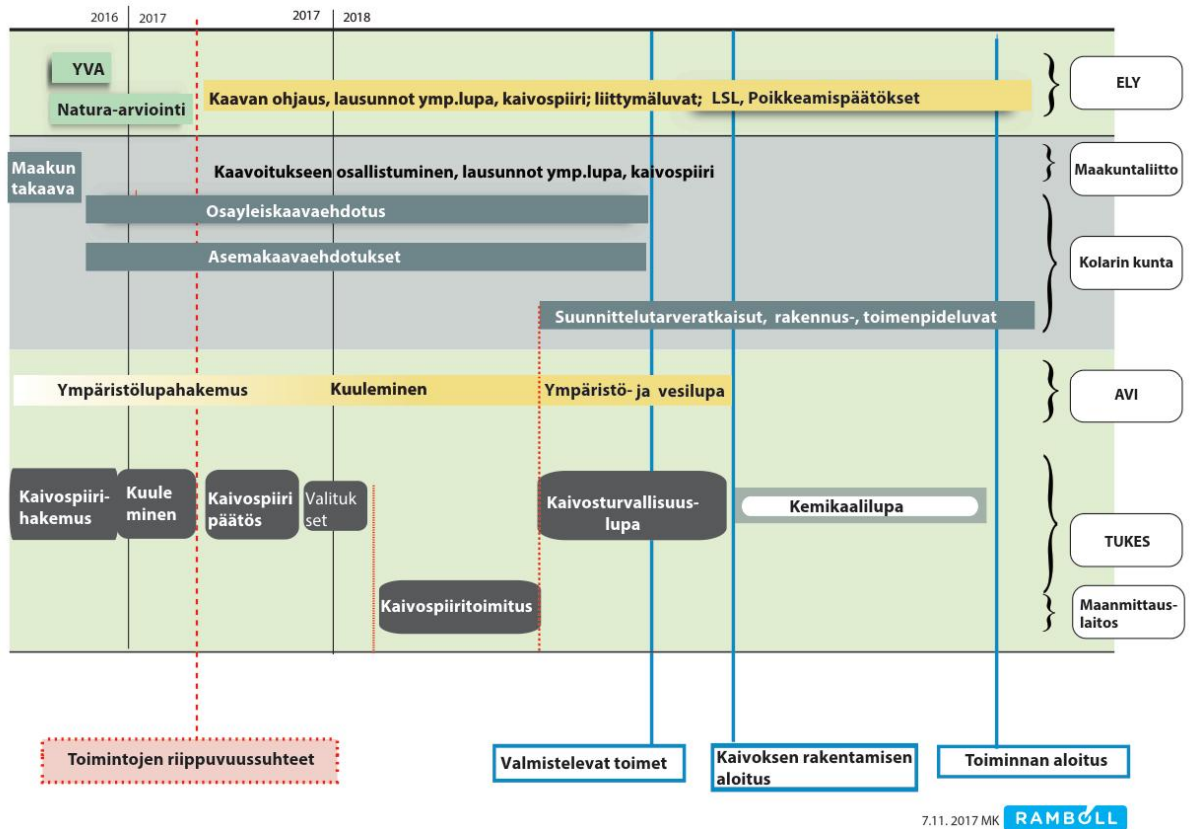 2016 2017
2017 2018
YVA
Natura-arviointi
Kaavan ohjaus, lausunnot ymp.lupa, kaivospiiri; liittymäluvat; LSL, Poikkeamispäätökset
ELY
Maakun
takaava
Kaavoitukseen osallistuminen, lausunnot ymp.lupa, kaivospiiri
Maakuntaliitto
Osayleiskaavaehdotus
Asemakaavaehdotukset
Kolarin kunta
Suunnittelutarveratkaisut, rakennus-, toimenpideluvat
Ympäristölupahakemus
Kuuleminen
Ympäristö- ja vesilupa
AVI
Kaivospiiri-
hakemus
Kuule
minen
Kaivospiiri
päätös
Valituk
set
Kaivosturvallisuus-
lupa
Kemikaalilupa
TUKES
Kaivospiiritoimitus
Maanmittaus-
laitos
Toimintojen riippuvuussuhteet
Valmistelevat toimet
Kaivoksen rakentamisen
aloitus
Toiminnan aloitus
7.11. 2017 MK RAMBOLL